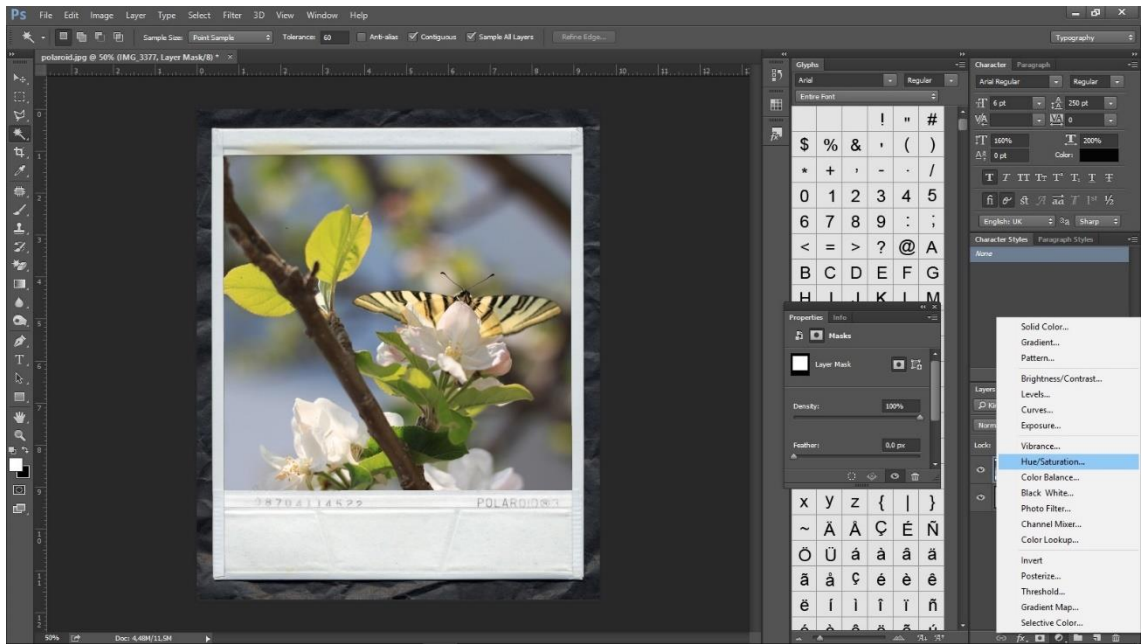 Ps File Edit Image Layer Type Select Filter 3D View Window Help
Sample Size: Point Sample Tolerance: 60 Anti-alias Contiguous Sample All Layers Refine Edge... Typography
polaroid.jpg @ 50% (IMG_3377, Layer Mask/8) * ×
POLAROID®
Glyphs
Arial Regular
Entire Font
! " #
$ % & ' ( )
* + , - . /
0 1 2 3 4 5
6 7 8 9 : ;
< = > ? @ A
B C D E F G
H I J K L M
Properties Info
Masks
Layer Mask
Density: 100%
Feather: 0,0 px
x y z { | }
~ Ä Å Ç É Ñ
Ö Ü á à â ä
ã å ç é è ê
ë í ì î ï ñ
Character Paragraph
Arial Regular Regular
6 pt 250 pt
0
160% 200%
0 pt Color:
English: UK Sharp
Character Styles Paragraph Styles
None
Layers
Lock:
Solid Color...
Gradient...
Pattern...
Brightness/Contrast...
Levels...
Curves...
Exposure...
Vibrance...
Hue/Saturation...
Color Balance...
Black White...
Photo Filter...
Channel Mixer...
Color Lookup...
Invert
Posterize...
Threshold...
Gradient Map...
Selective Color...
50% Doc: 4,48M/11,5M